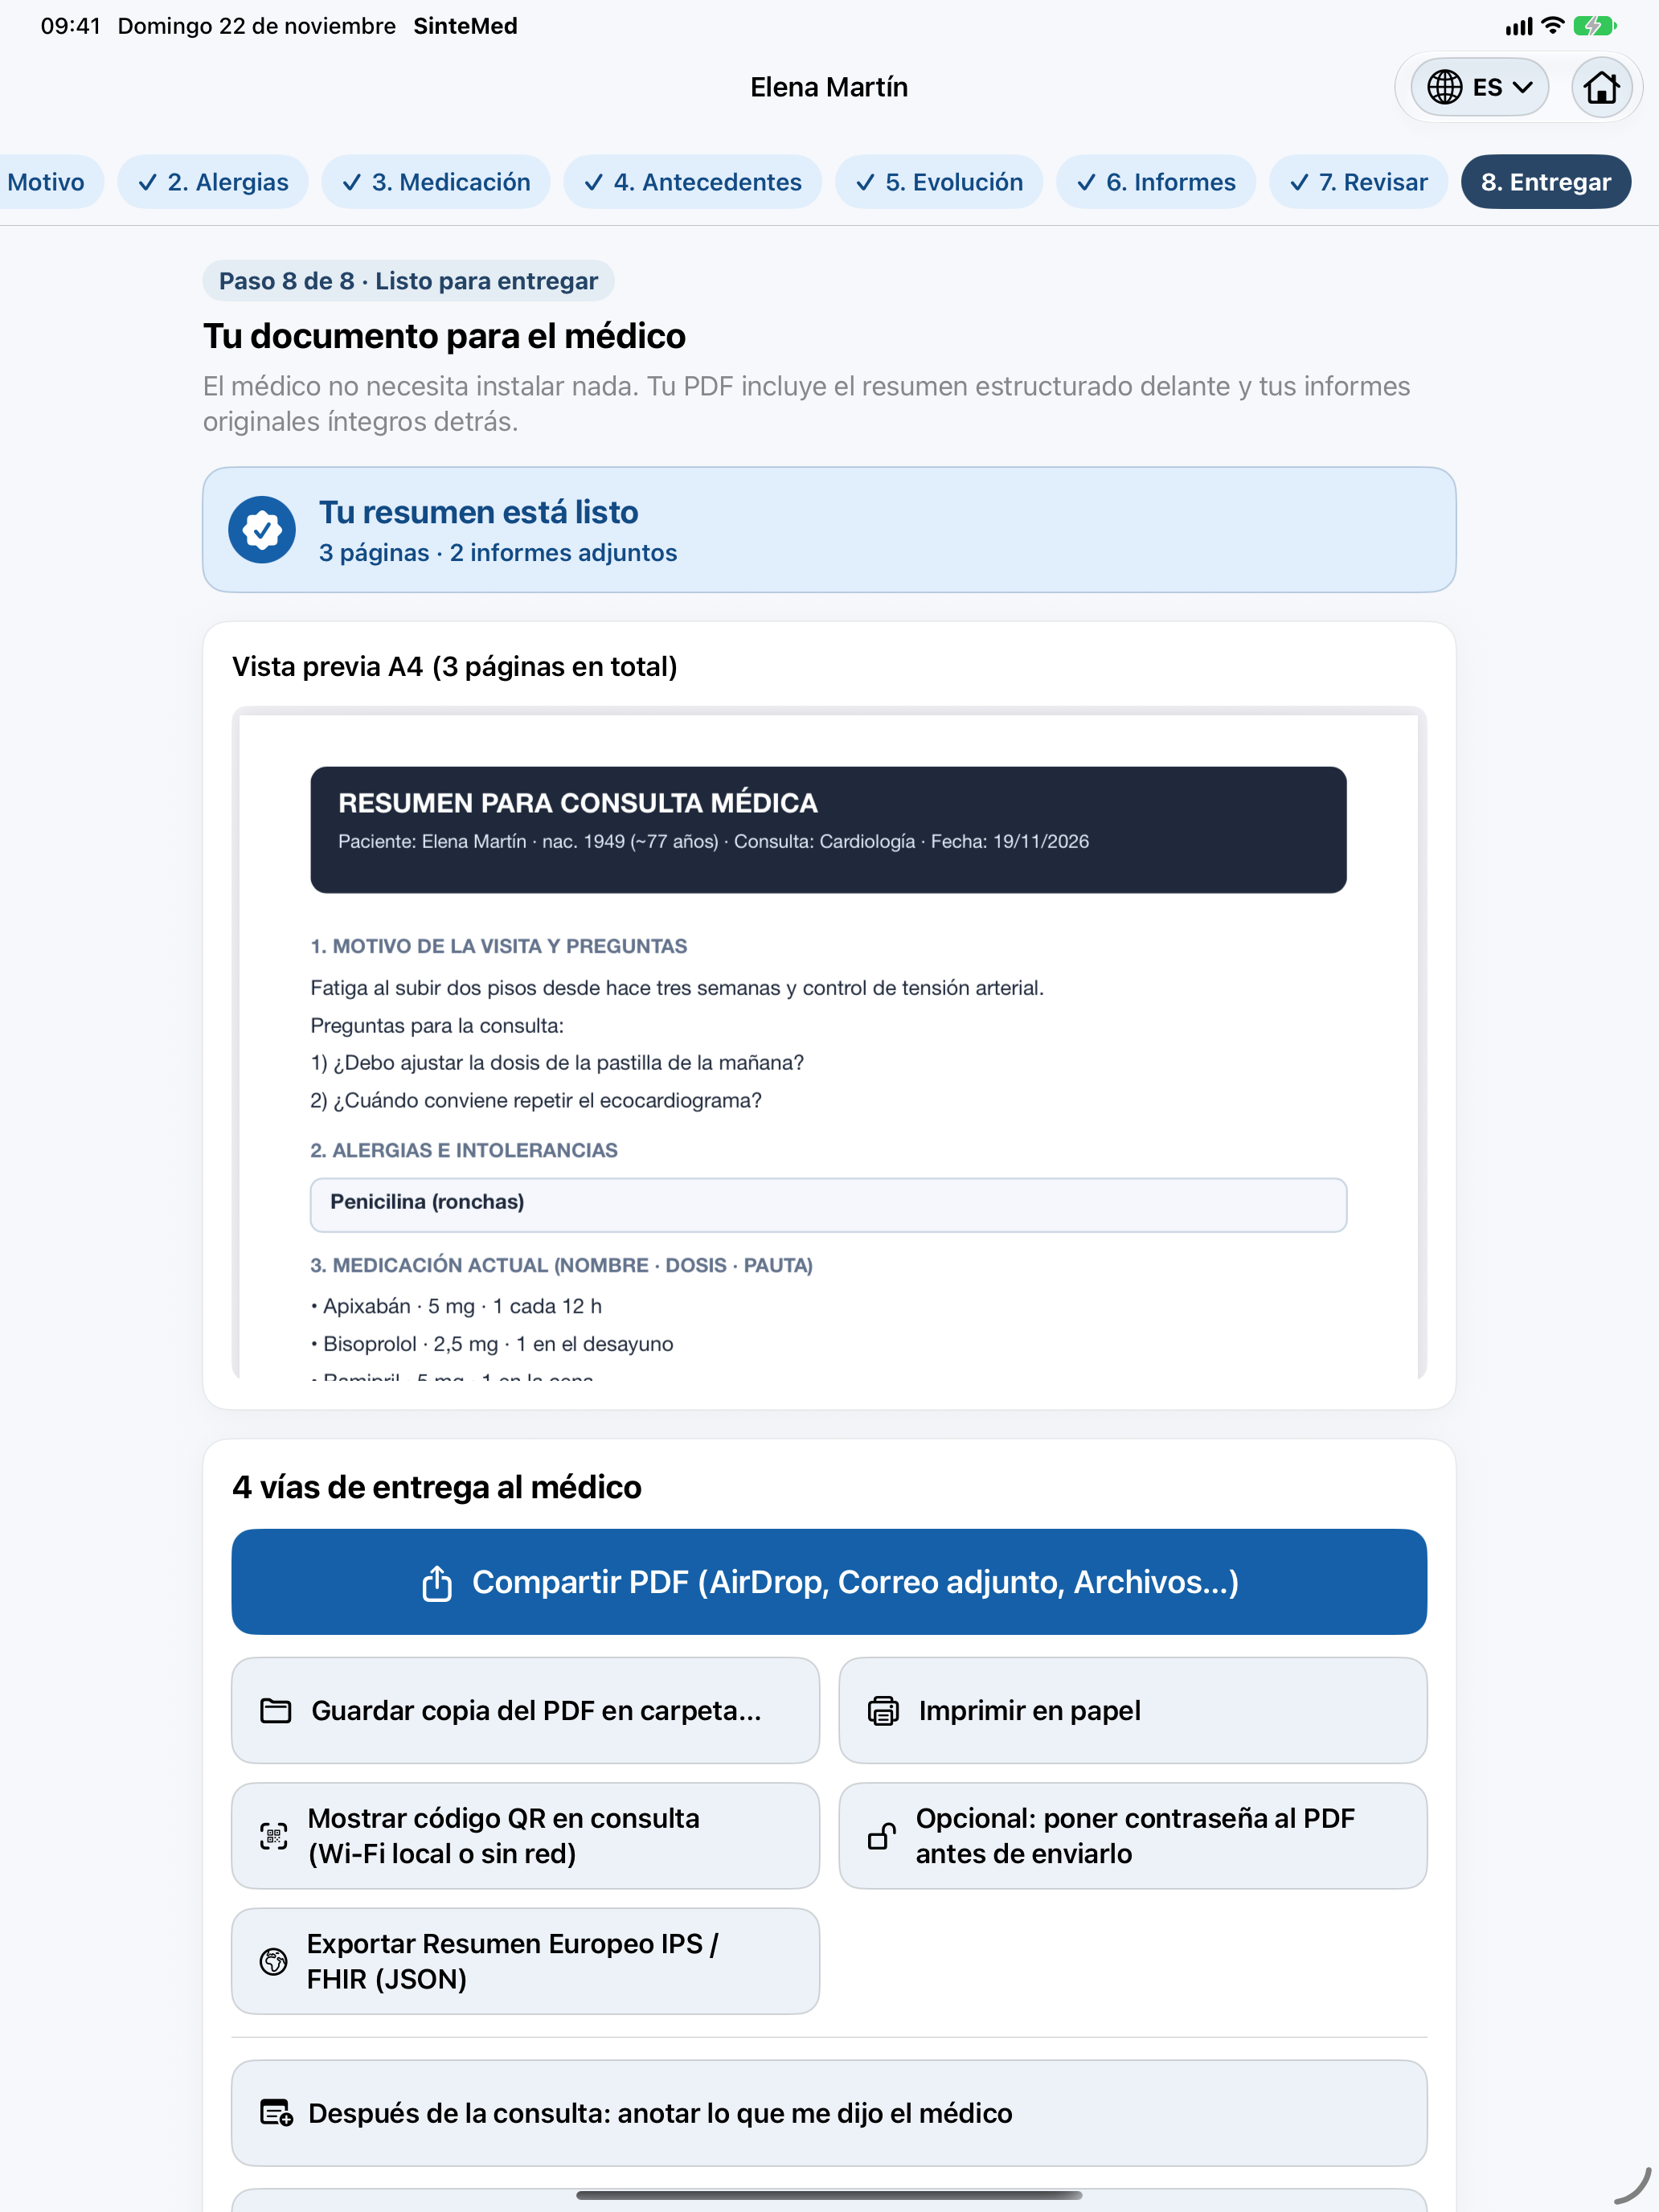 09:41 Domingo 22 de noviembre SinteMed
Elena Martín
ES
Motivo
2. Alergias
3. Medicación
4. Antecedentes
5. Evolución
6. Informes
7. Revisar
8. Entregar
Paso 8 de 8 · Listo para entregar
Tu documento para el médico
El médico no necesita instalar nada. Tu PDF incluye el resumen estructurado delante y tus informes
originales íntegros detrás.
Tu resumen está listo
3 páginas · 2 informes adjuntos
Vista previa A4 (3 páginas en total)
RESUMEN PARA CONSULTA MÉDICA
Paciente: Elena Martín · nac. 1949 (~77 años) · Consulta: Cardiología · Fecha: 19/11/2026
1. MOTIVO DE LA VISITA Y PREGUNTAS
Fatiga al subir dos pisos desde hace tres semanas y control de tensión arterial.
Preguntas para la consulta:
1) ¿Debo ajustar la dosis de la pastilla de la mañana?
2) ¿Cuándo conviene repetir el ecocardiograma?
2. ALERGIAS E INTOLERANCIAS
Penicilina (ronchas)
3. MEDICACIÓN ACTUAL (NOMBRE · DOSIS · PAUTA)
• Apixabán · 5 mg · 1 cada 12 h
• Bisoprolol · 2,5 mg · 1 en el desayuno
• Ramipril · 5 mg · 1 en la cena
4 vías de entrega al médico
Compartir PDF (AirDrop, Correo adjunto, Archivos...)
Guardar copia del PDF en carpeta...
Imprimir en papel
Mostrar código QR en consulta
(Wi-Fi local o sin red)
Opcional: poner contraseña al PDF
antes de enviarlo
Exportar Resumen Europeo IPS /
FHIR (JSON)
Después de la consulta: anotar lo que me dijo el médico